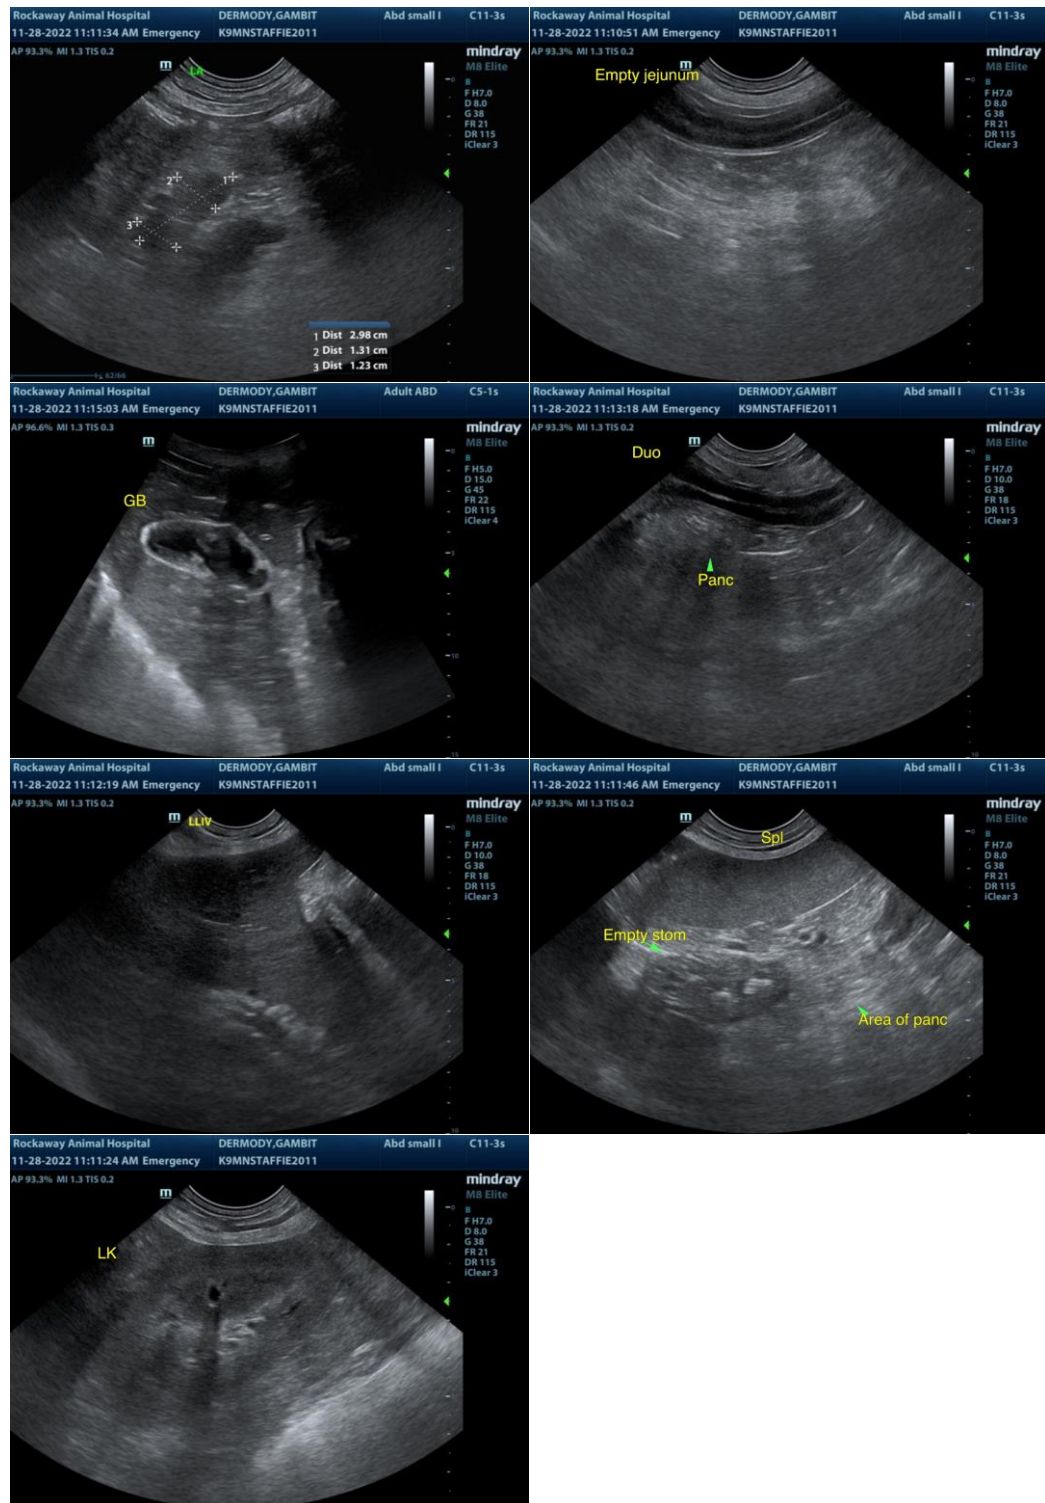 Rockaway Animal Hospital DERMODY,GAMBIT Abd small I C11-3s
11-28-2022 11:11:34 AM Emergency K9MNSTAFFIE2011
AP 93.3% MI 1.3 TIS 0.2
mindray
M8 Elite
m
LA
B
F H7.0
D 8.0
G 38
FR 21
DR 115
iClear 3
2
1
3
1 Dist 2.98 cm
2 Dist 1.31 cm
3 Dist 1.23 cm
62/66
Rockaway Animal Hospital DERMODY,GAMBIT Abd small I C11-3s
11-28-2022 11:10:51 AM Emergency K9MNSTAFFIE2011
AP 93.3% MI 1.3 TIS 0.2
mindray
M8 Elite
m
Empty jejunum
B
F H7.0
D 8.0
G 38
FR 21
DR 115
iClear 3
Rockaway Animal Hospital DERMODY,GAMBIT Adult ABD C5-1s
11-28-2022 11:15:03 AM Emergency K9MNSTAFFIE2011
AP 96.6% MI 1.3 TIS 0.3
mindray
M8 Elite
m
B
F H5.0
D 15.0
G 45
FR 22
DR 115
iClear 4
GB
5
10
15
Rockaway Animal Hospital DERMODY,GAMBIT Abd small I C11-3s
11-28-2022 11:13:18 AM Emergency K9MNSTAFFIE2011
AP 93.3% MI 1.3 TIS 0.2
mindray
M8 Elite
m
Duo
B
F H7.0
D 10.0
G 38
FR 18
DR 115
iClear 3
Panc
10
Rockaway Animal Hospital DERMODY,GAMBIT Abd small I C11-3s
11-28-2022 11:12:19 AM Emergency K9MNSTAFFIE2011
AP 93.3% MI 1.3 TIS 0.2
mindray
M8 Elite
m
LLIV
B
F H7.0
D 10.0
G 38
FR 18
DR 115
iClear 3
5
10
Rockaway Animal Hospital DERMODY,GAMBIT Abd small I C11-3s
11-28-2022 11:11:46 AM Emergency K9MNSTAFFIE2011
AP 93.3% MI 1.3 TIS 0.2
mindray
M8 Elite
m
Spl
B
F H7.0
D 8.0
G 38
FR 21
DR 115
iClear 3
Empty stom
Area of panc
Rockaway Animal Hospital DERMODY,GAMBIT Abd small I C11-3s
11-28-2022 11:11:24 AM Emergency K9MNSTAFFIE2011
AP 93.3% MI 1.3 TIS 0.2
mindray
M8 Elite
m
B
F H7.0
D 8.0
G 38
FR 21
DR 115
iClear 3
LK